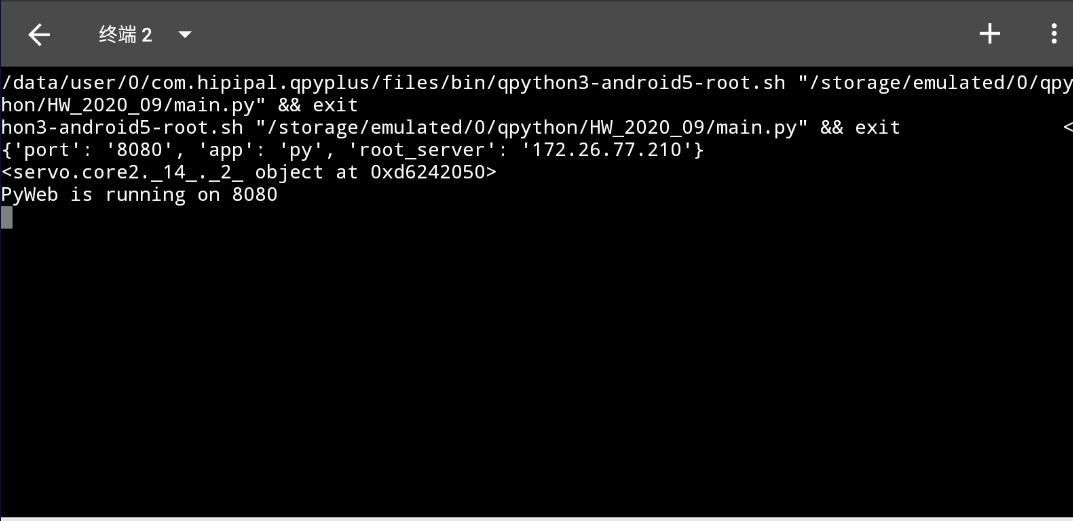 终端 2
/data/user/0/com.hipipal.qpyplus/files/bin/qpython3-android5-root.sh "/storage/emulated/0/qpy
hon/HW_2020_09/main.py" && exit
hon3-android5-root.sh "/storage/emulated/0/qpython/HW_2020_09/main.py" && exit <
{'port': '8080', 'app': 'py', 'root_server': '172.26.77.210'}
<servo.core2._14_._2_ object at 0xd6242050>
PyWeb is running on 8080